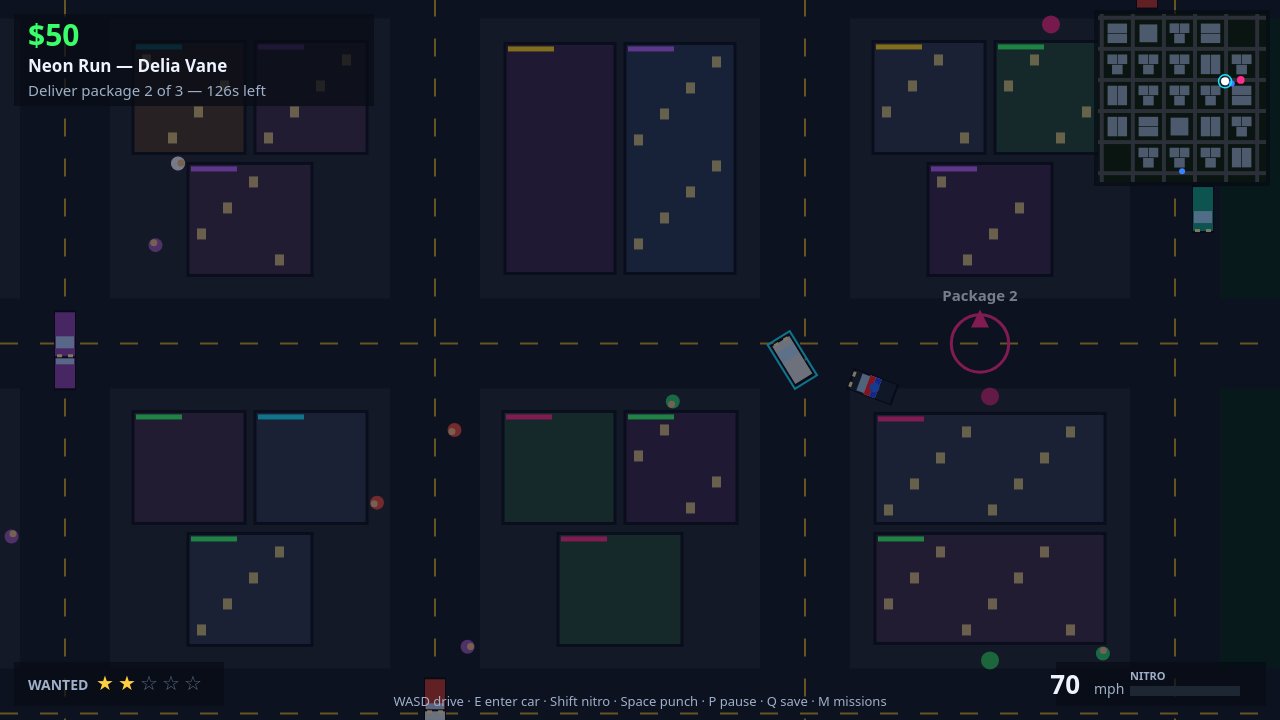 $50
Neon Run — Delia Vane
Deliver package 2 of 3 — 126s left
Package 2
WANTED ★★☆☆☆
70 mph
NITRO
WASD drive · E enter car · Shift nitro · Space punch · P pause · Q save · M missions